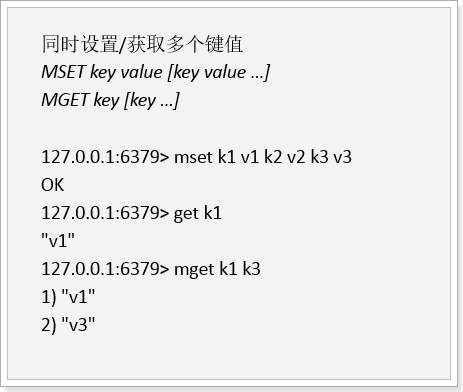 同时设置/获取多个键值
MSET key value [key value …]
MGET key [key …]
127.0.0.1:6379> mset k1 v1 k2 v2 k3 v3
OK
127.0.0.1:6379> get k1
"v1"
127.0.0.1:6379> mget k1 k3
1) "v1"
2) "v3"